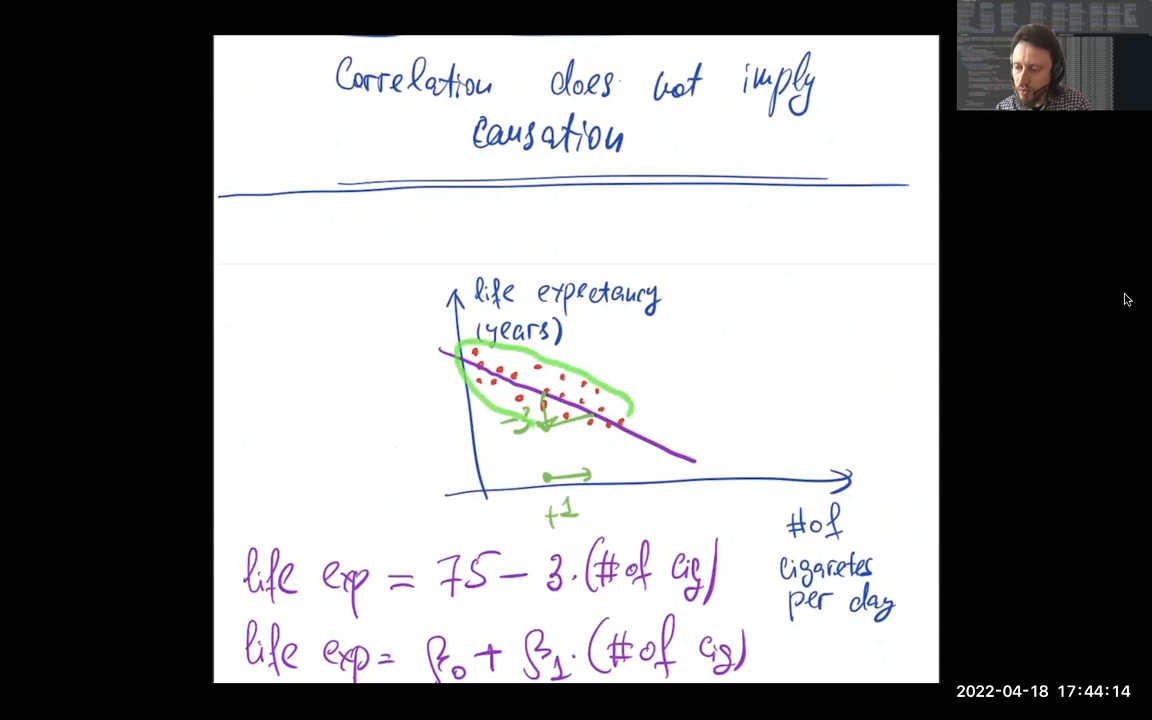 Correlation does not imply
causation
life expectancy
(years)
-3
+1
# of
cigaretes
per day
life exp = 75 - 3·(# of cig)
life exp = β₀ + β₁·(# of cig)
2022-04-18 17:44:14